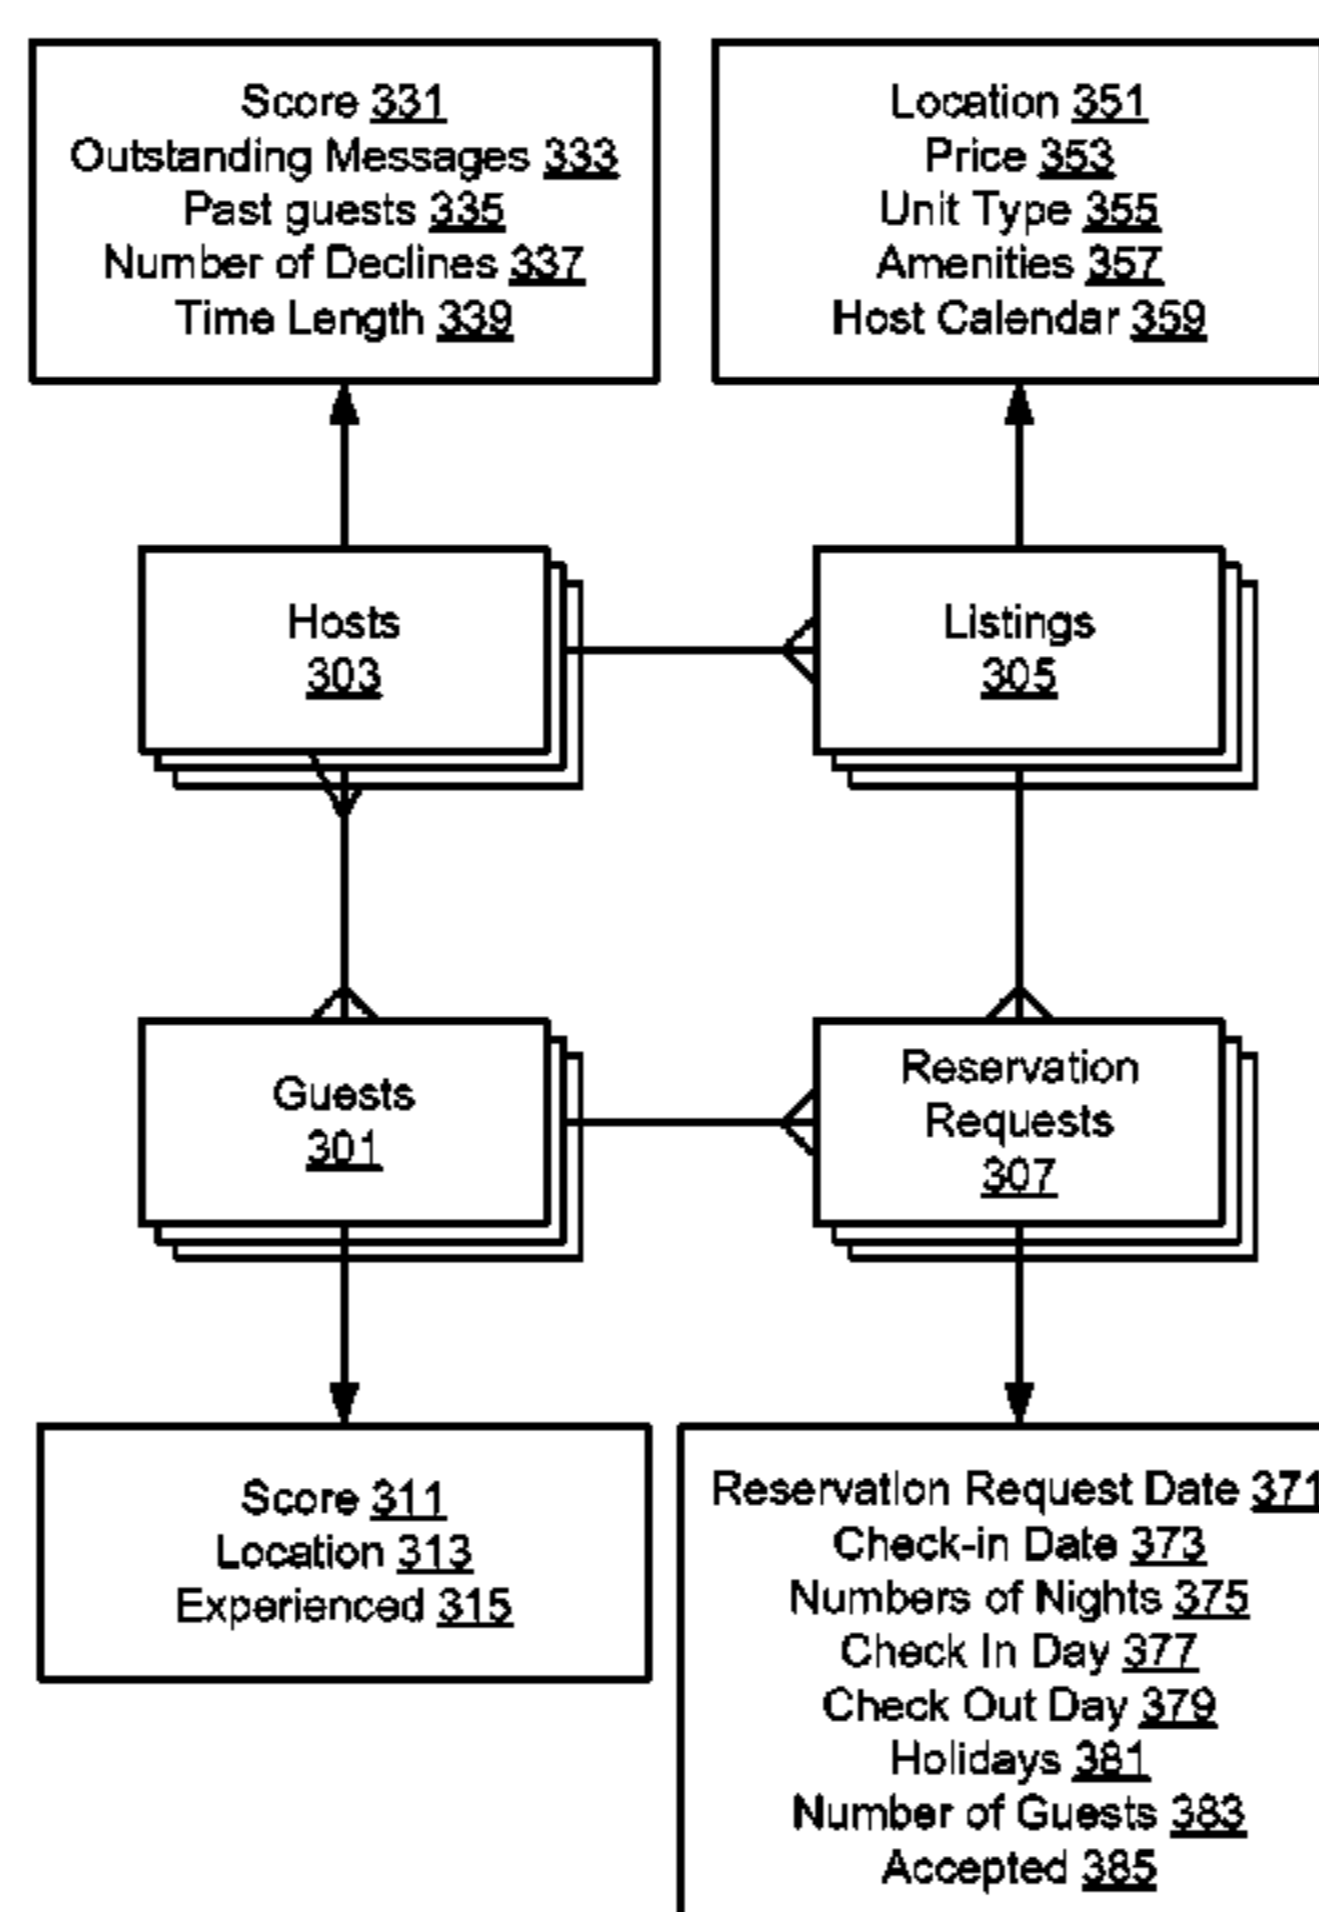 Score 331
Outstanding Messages 333
Past guests 335
Number of Declines 337
Time Length 339
Location 351
Price 353
Unit Type 355
Amenities 357
Host Calendar 359
Hosts
303
Listings
305
Guests
301
Reservation
Requests
307
Score 311
Location 313
Experienced 315
Reservation Request Date 371
Check-in Date 373
Numbers of Nights 375
Check In Day 377
Check Out Day 379
Holidays 381
Number of Guests 383
Accepted 385